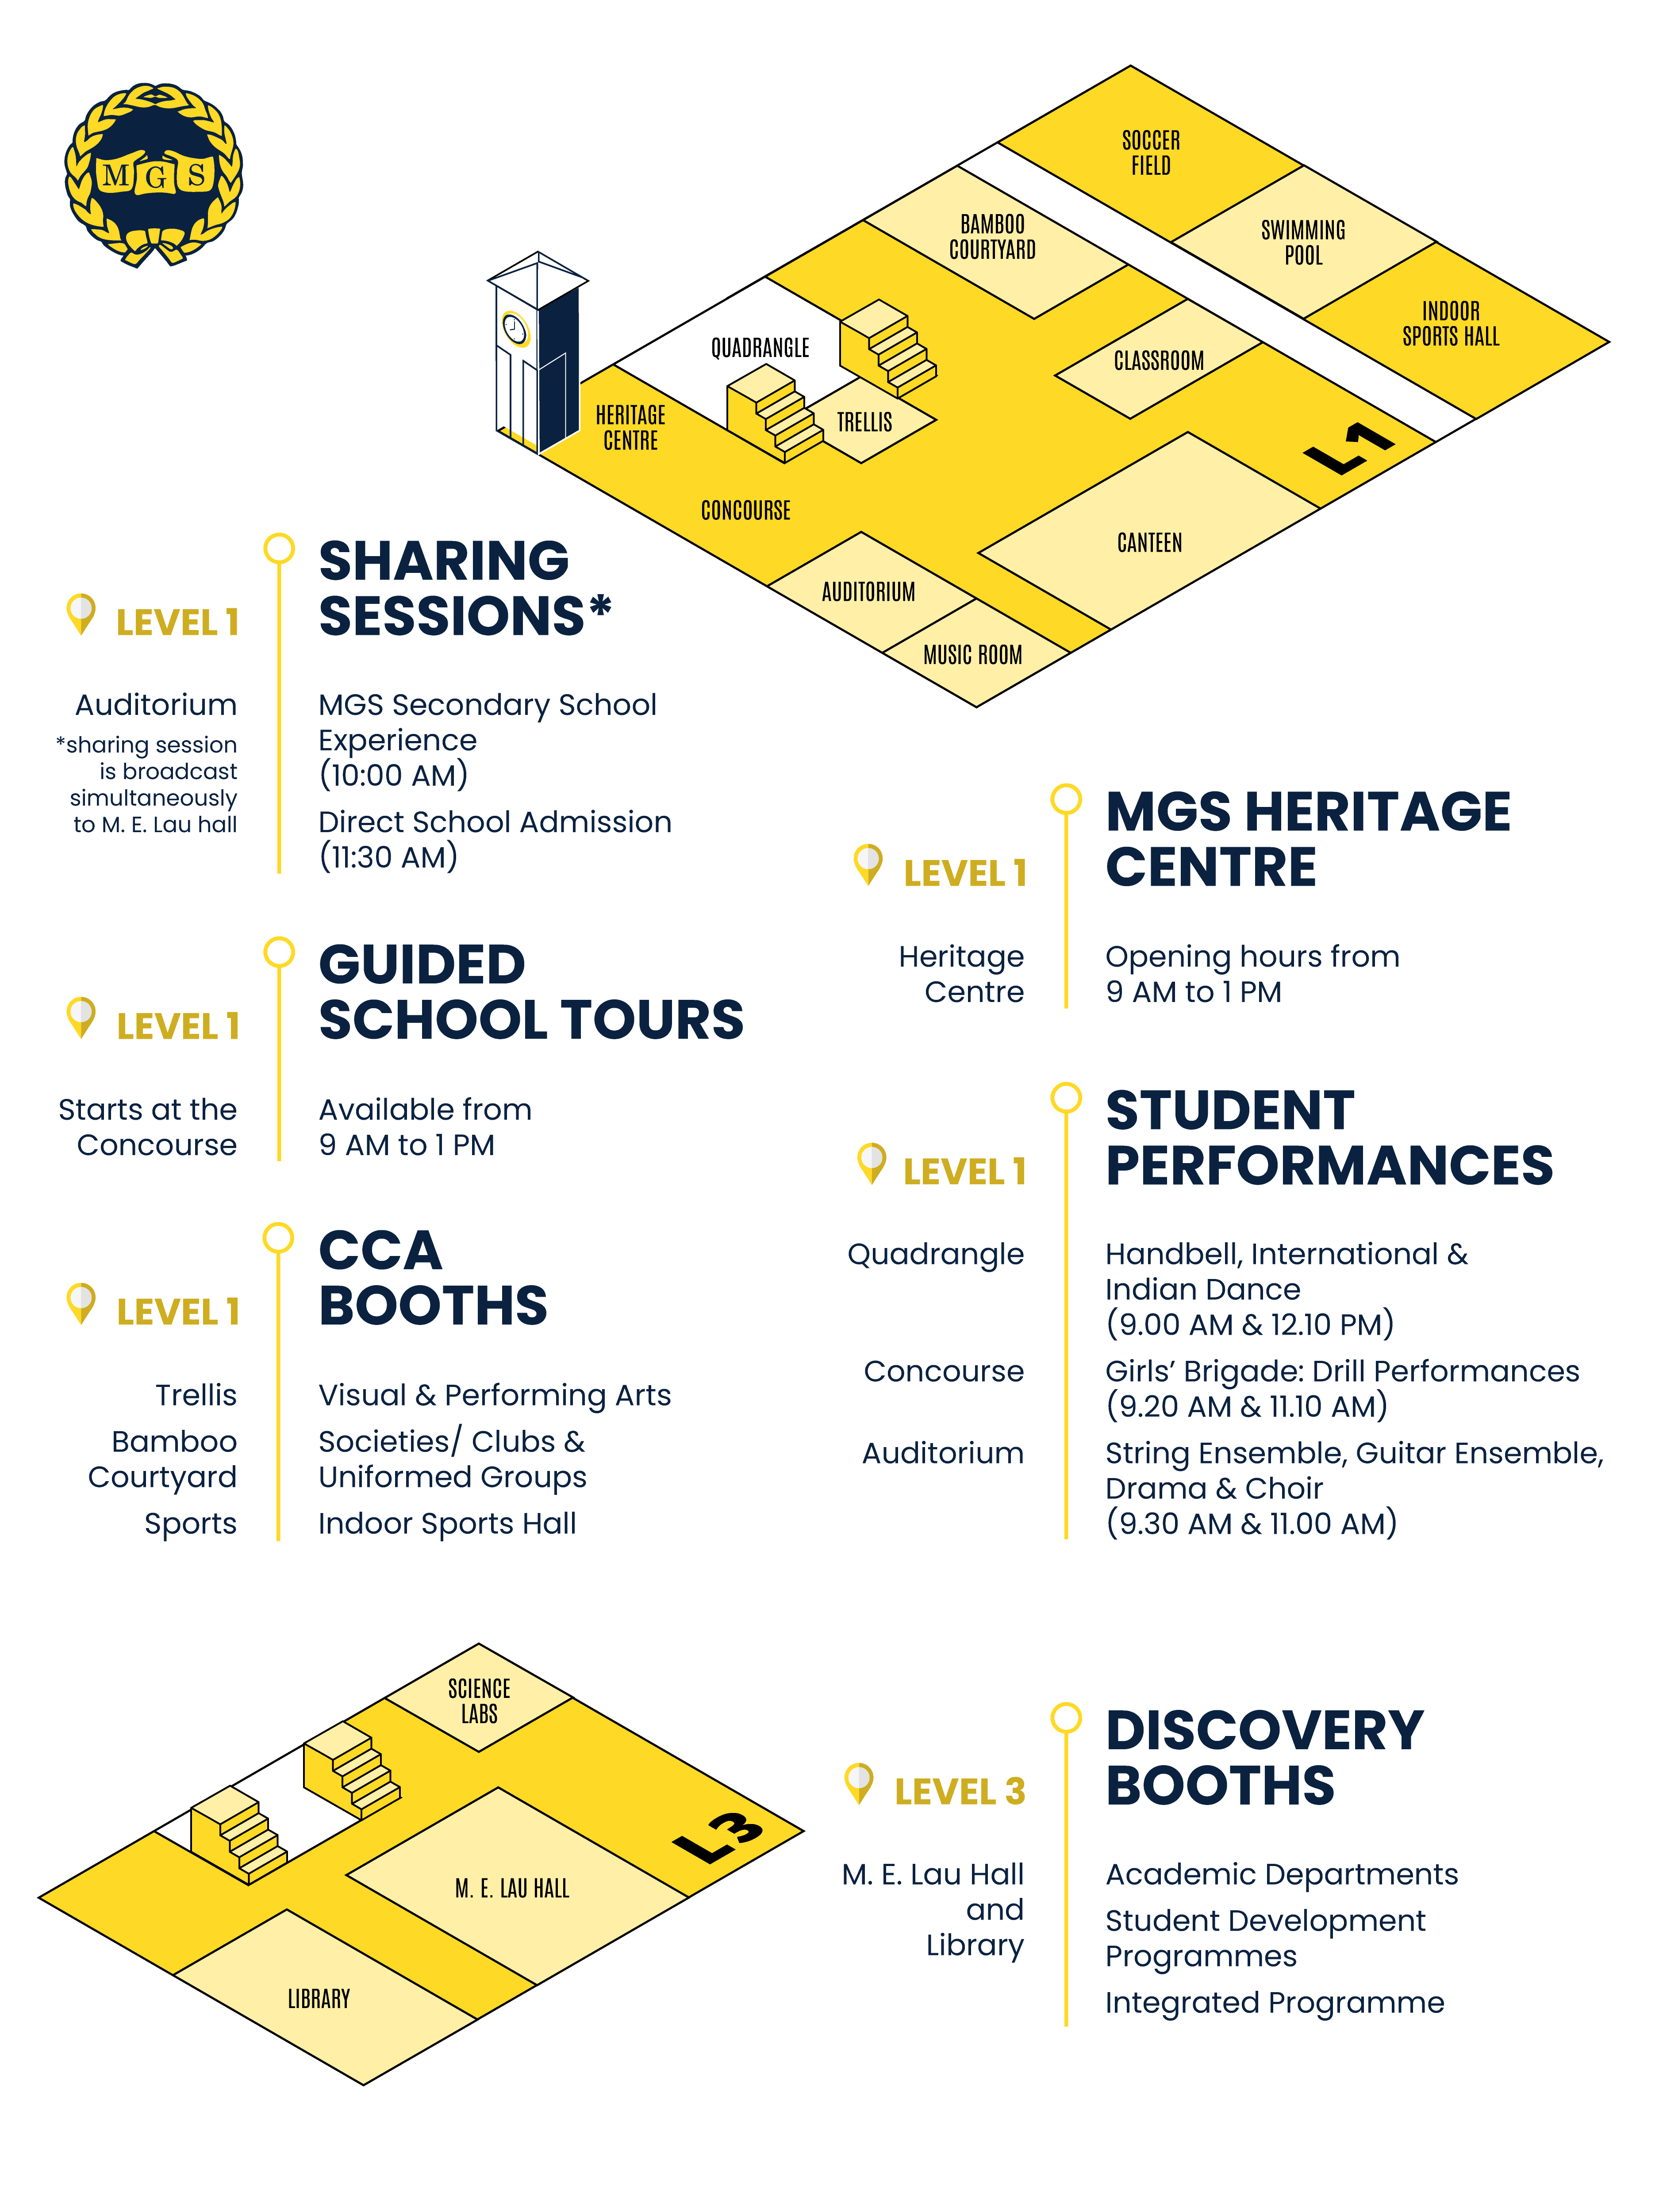 M G S
SOCCER
FIELD
SWIMMING
POOL
INDOOR
SPORTS HALL
BAMBOO
COURTYARD
CLASSROOM
QUADRANGLE
TRELLIS
HERITAGE
CENTRE
CONCOURSE
L1
CANTEEN
AUDITORIUM
MUSIC ROOM
SHARING
SESSIONS*
LEVEL 1
Auditorium
*sharing session
is broadcast
simultaneously
to M. E. Lau hall
MGS Secondary School
Experience
(10:00 AM)
Direct School Admission
(11:30 AM)
GUIDED
SCHOOL TOURS
LEVEL 1
Starts at the
Concourse
Available from
9 AM to 1 PM
CCA
BOOTHS
LEVEL 1
Trellis
Visual & Performing Arts
Bamboo
Courtyard
Societies/ Clubs &
Uniformed Groups
Sports
Indoor Sports Hall
MGS HERITAGE
CENTRE
LEVEL 1
Heritage
Centre
Opening hours from
9 AM to 1 PM
STUDENT
PERFORMANCES
LEVEL 1
Quadrangle
Handbell, International &
Indian Dance
(9.00 AM & 12.10 PM)
Concourse
Girls’ Brigade: Drill Performances
(9.20 AM & 11.10 AM)
Auditorium
String Ensemble, Guitar Ensemble,
Drama & Choir
(9.30 AM & 11.00 AM)
SCIENCE
LABS
L3
M. E. LAU HALL
LIBRARY
DISCOVERY
BOOTHS
LEVEL 3
M. E. Lau Hall
and
Library
Academic Departments
Student Development
Programmes
Integrated Programme